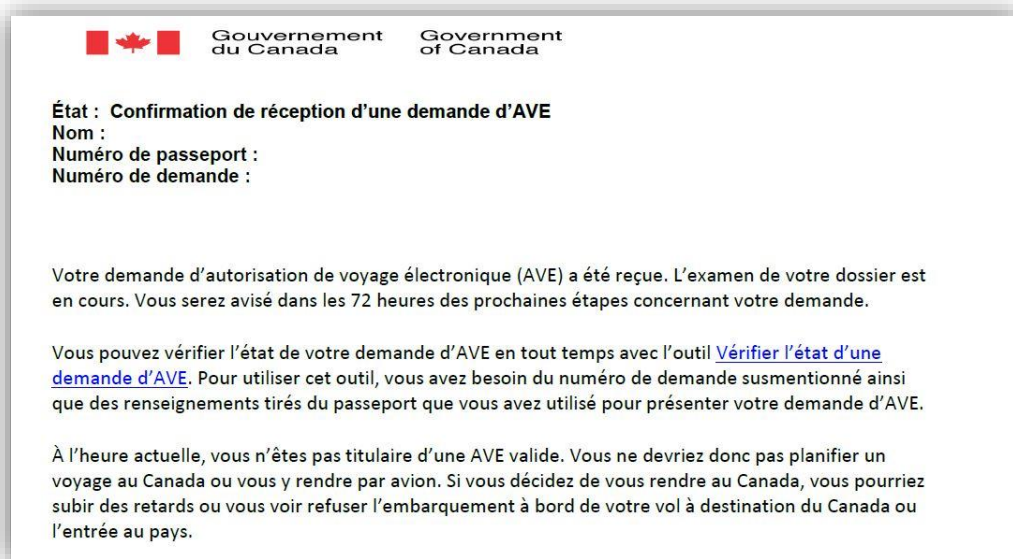 Gouvernement du Canada
Government of Canada
État : Confirmation de réception d’une demande d’AVE
Nom :
Numéro de passeport :
Numéro de demande :
Votre demande d’autorisation de voyage électronique (AVE) a été reçue. L’examen de votre dossier est
en cours. Vous serez avisé dans les 72 heures des prochaines étapes concernant votre demande.
Vous pouvez vérifier l’état de votre demande d’AVE en tout temps avec l’outil Vérifier l’état d’une
demande d’AVE. Pour utiliser cet outil, vous avez besoin du numéro de demande susmentionné ainsi
que des renseignements tirés du passeport que vous avez utilisé pour présenter votre demande d’AVE.
À l’heure actuelle, vous n’êtes pas titulaire d’une AVE valide. Vous ne devriez donc pas planifier un
voyage au Canada ou vous y rendre par avion. Si vous décidez de vous rendre au Canada, vous pourriez
subir des retards ou vous voir refuser l’embarquement à bord de votre vol à destination du Canada ou
l’entrée au pays.